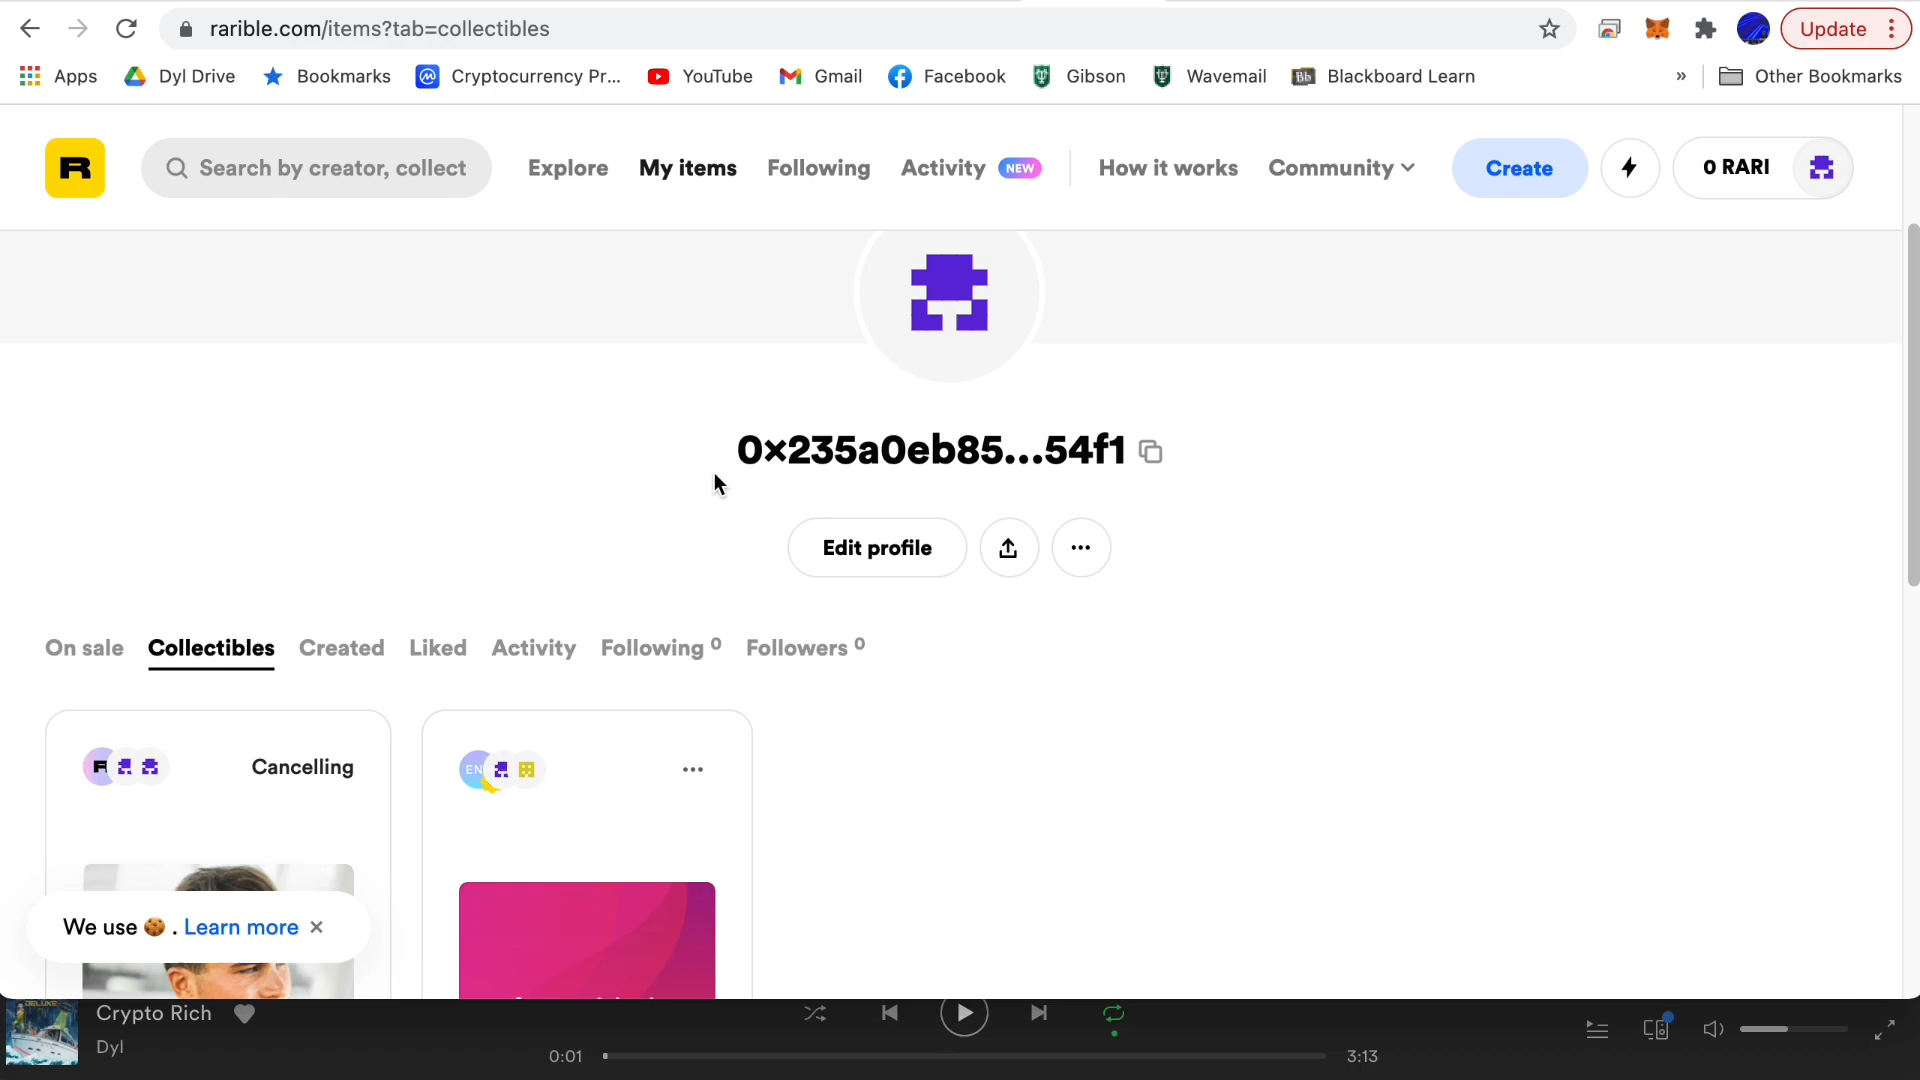 rarible.com/items?tab=collectibles
Update
Apps
Dyl Drive
Bookmarks
Cryptocurrency Pr...
YouTube
Gmail
Facebook
Gibson
Wavemail
Bb
Blackboard Learn
»
Other Bookmarks
R
Search by creator, collect
Explore
My items
Following
Activity
NEW
How it works
Community
Create
0 RARI
0x235a0eb85...54f1
Edit profile
On sale
Collectibles
Created
Liked
Activity
Following 0
Followers 0
R
Cancelling
EN
We use 🍪 . Learn more ×
DELUXE
Crypto Rich
Dyl
0:01
3:13